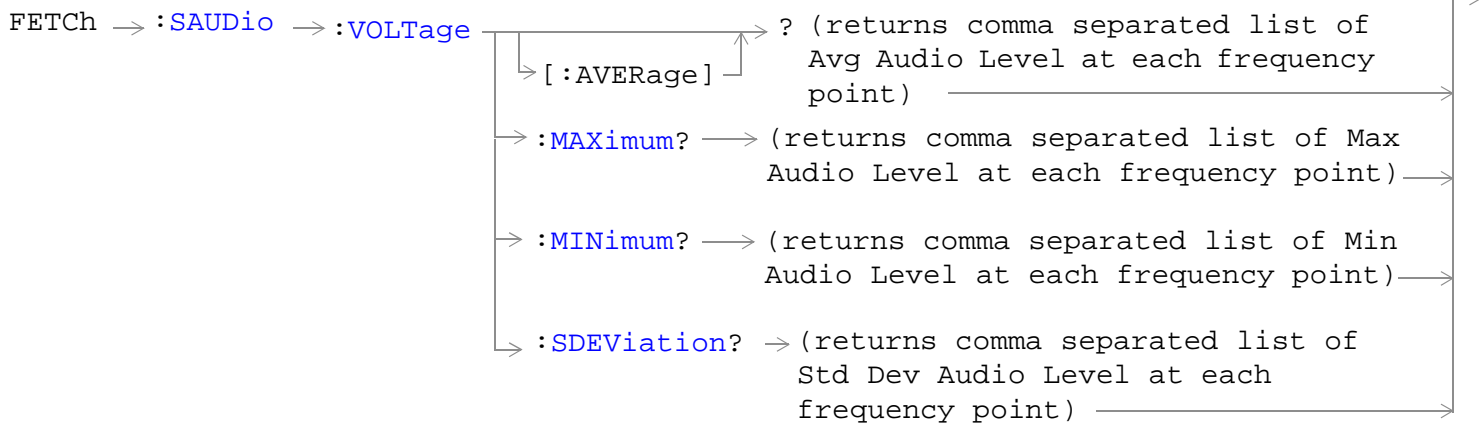 FETCh :SAUDio :VOLTage ? (returns comma separated list of
[:AVERage] Avg Audio Level at each frequency
point)
:MAXimum? (returns comma separated list of Max
Audio Level at each frequency point)
:MINimum? (returns comma separated list of Min
Audio Level at each frequency point)
:SDEViation? (returns comma separated list of
Std Dev Audio Level at each
frequency point)